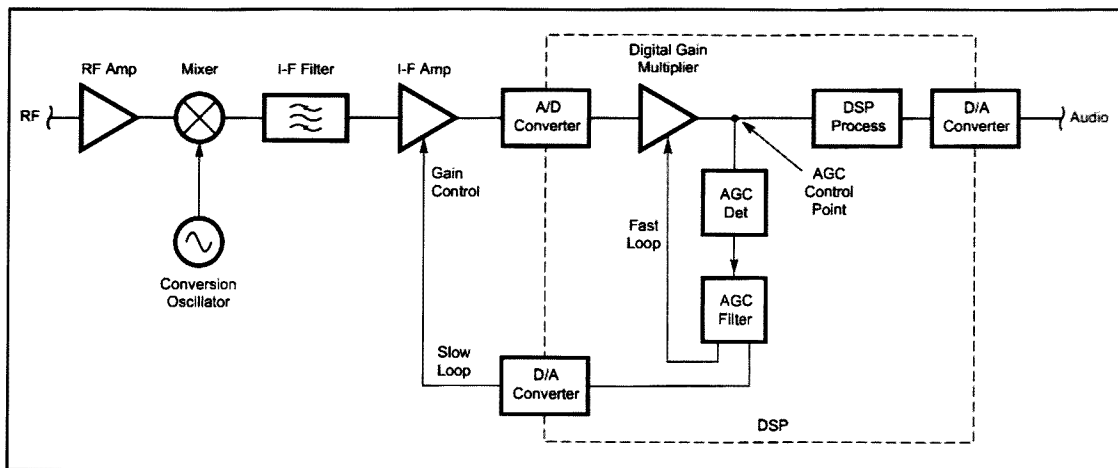 Digital Gain
Multiplier
RF Amp
Mixer
I-F Filter
I-F Amp
RF
A/D
Converter
DSP
Process
D/A
Converter
Audio
Gain
Control
AGC
Det
AGC
Control
Point
Fast
Loop
Conversion
Oscillator
AGC
Filter
Slow
Loop
D/A
Converter
DSP